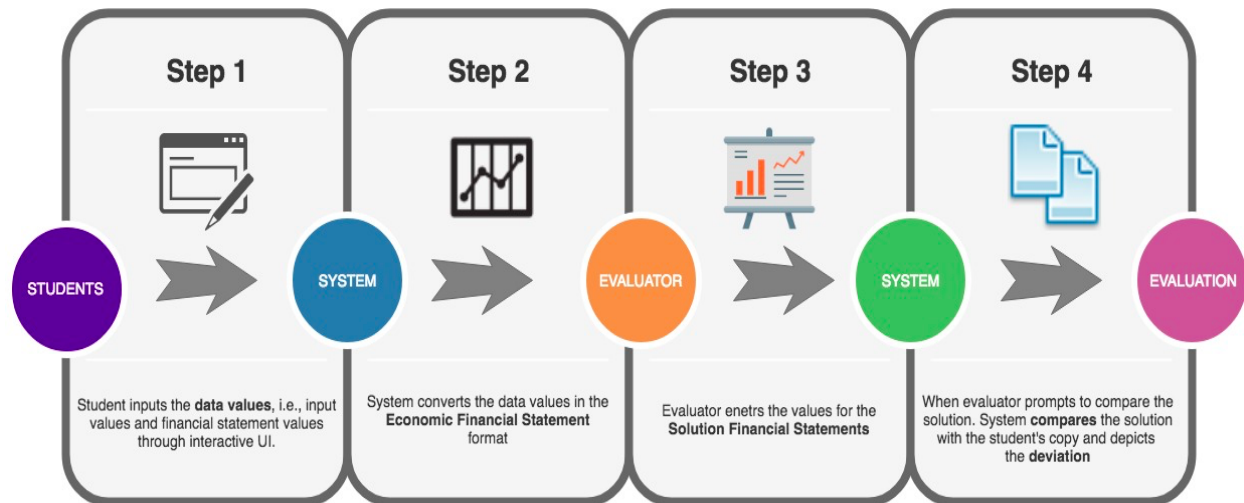 Step 1
Step 2
Step 3
Step 4
STUDENTS
SYSTEM
EVALUATOR
SYSTEM
EVALUATION
Student inputs the data values, i.e., input
values and financial statement values
through interactive UI.
System converts the data values in the
Economic Financial Statement
format
Evaluator enetrs the values for the
Solution Financial Statements
When evaluator prompts to compare the
solution. System compares the solution
with the student's copy and depicts
the deviation